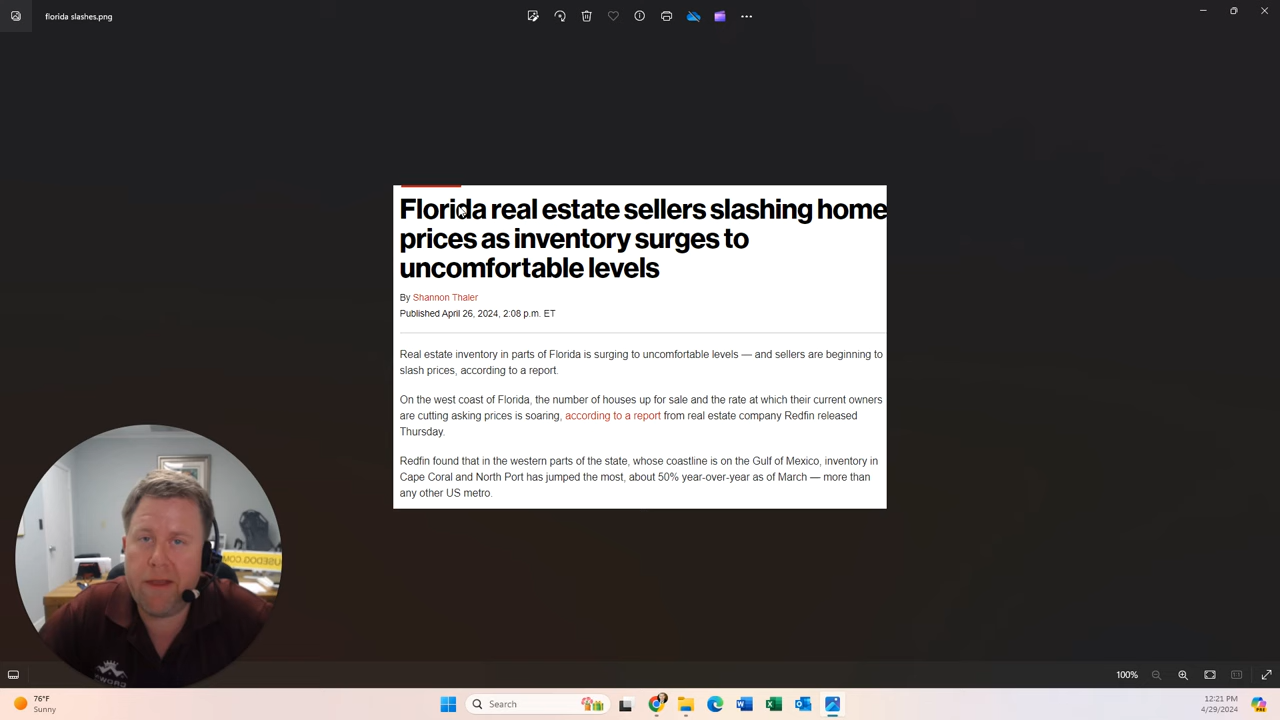 florida slashes.png
Florida real estate sellers slashing home
prices as inventory surges to
uncomfortable levels
By Shannon Thaler
Published April 26, 2024, 2:08 p.m. ET
Real estate inventory in parts of Florida is surging to uncomfortable levels — and sellers are beginning to
slash prices, according to a report.
On the west coast of Florida, the number of houses up for sale and the rate at which their current owners
are cutting asking prices is soaring, according to a report from real estate company Redfin released
Thursday.
Redfin found that in the western parts of the state, whose coastline is on the Gulf of Mexico, inventory in
Cape Coral and North Port has jumped the most, about 50% year-over-year as of March — more than
any other US metro.
USEDOG.COM
CROWN
100%
76°F
Sunny
Search
12:21 PM
4/29/2024